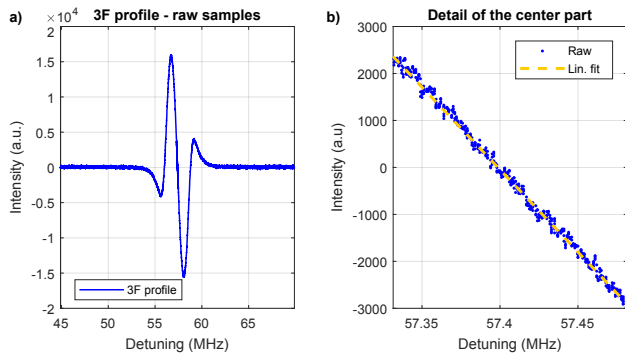 a)
×10⁴
3F profile - raw samples
2
1.5
1
0.5
0
-0.5
-1
-1.5
-2
45 50 55 60 65
Intensity (a.u.)
Detuning (MHz)
3F profile
b)
Detail of the center part
3000
2000
1000
0
-1000
-2000
-3000
57.35 57.4 57.45
Intensity (a.u)
Detuning (MHz)
Raw
Lin. fit